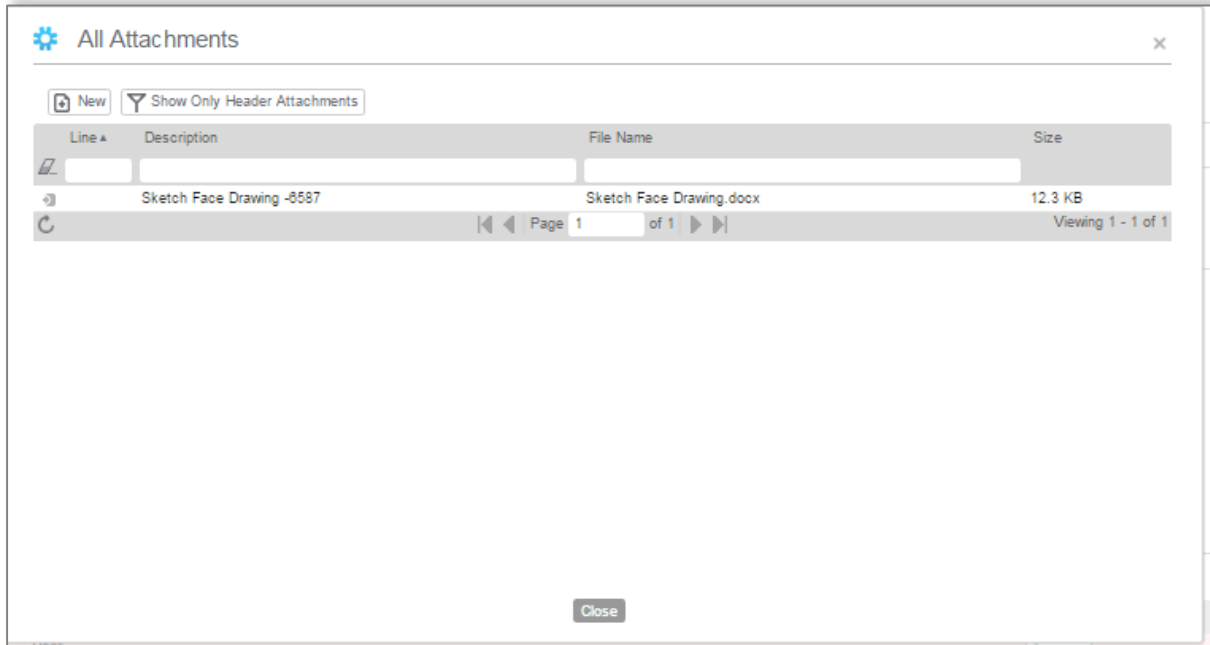 All Attachments
×
New Show Only Header Attachments
Line Description File Name Size
Sketch Face Drawing -6587 Sketch Face Drawing.docx 12.3 KB
Page 1 of 1 Viewing 1 - 1 of 1
Close